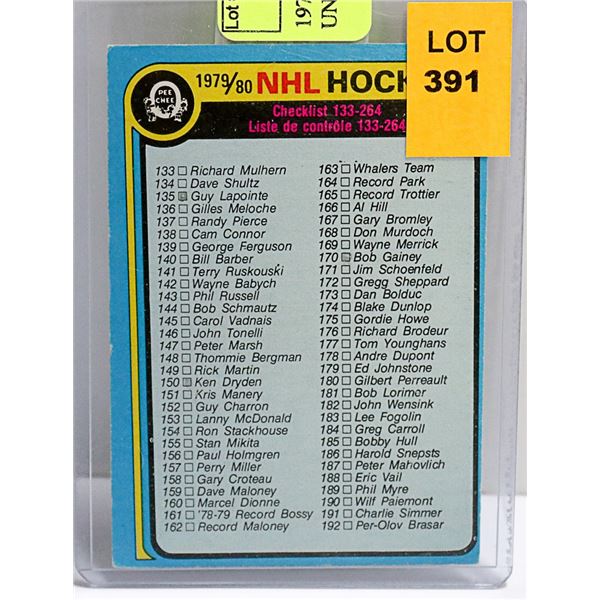 Lot
197
UN
LOT
391
O
PEE
CHEE
1979/80 NHL HOCK
Checklist 133-264
Liste de contrôle 133-264
133 Richard Mulhern
134 Dave Shultz
135 Guy Lapointe
136 Gilles Meloche
137 Randy Pierce
138 Cam Connor
139 George Ferguson
140 Bill Barber
141 Terry Ruskouski
142 Wayne Babych
143 Phil Russell
144 Bob Schmautz
145 Carol Vadnais
146 John Tonelli
147 Peter Marsh
148 Thommie Bergman
149 Rick Martin
150 Ken Dryden
151 Kris Manery
152 Guy Charron
153 Lanny McDonald
154 Ron Stackhouse
155 Stan Mikita
156 Paul Holmgren
157 Perry Miller
158 Gary Croteau
159 Dave Maloney
160 Marcel Dionne
161 '78-79 Record Bossy
162 Record Maloney
163 Whalers Team
164 Record Park
165 Record Trottier
166 Al Hill
167 Gary Bromley
168 Don Murdoch
169 Wayne Merrick
170 Bob Gainey
171 Jim Schoenfeld
172 Gregg Sheppard
173 Dan Bolduc
174 Blake Dunlop
175 Gordie Howe
176 Richard Brodeur
177 Tom Younghans
178 Andre Dupont
179 Ed Johnstone
180 Gilbert Perreault
181 Bob Lorimer
182 John Wensink
183 Lee Fogolin
184 Greg Carroll
185 Bobby Hull
186 Harold Snepsts
187 Peter Mahovlich
188 Eric Vail
189 Phil Myre
190 Wilf Paiemont
191 Charlie Simmer
192 Per-Olov Brasar